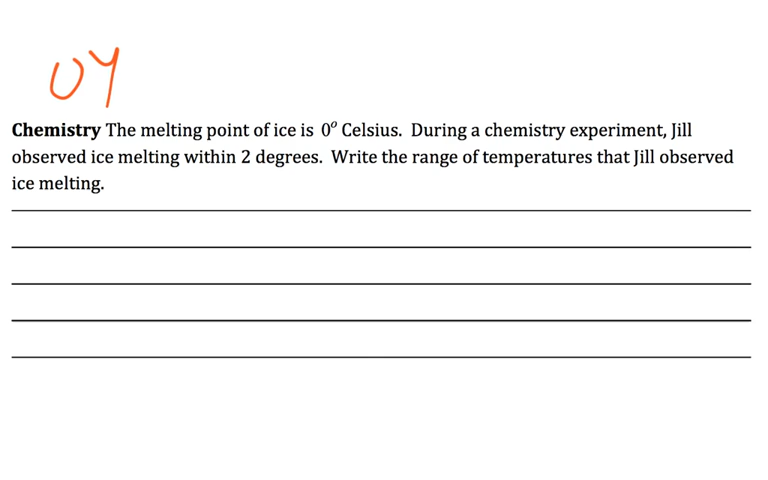 UY
Chemistry The melting point of ice is 0° Celsius. During a chemistry experiment, Jill
observed ice melting within 2 degrees. Write the range of temperatures that Jill observed
ice melting.